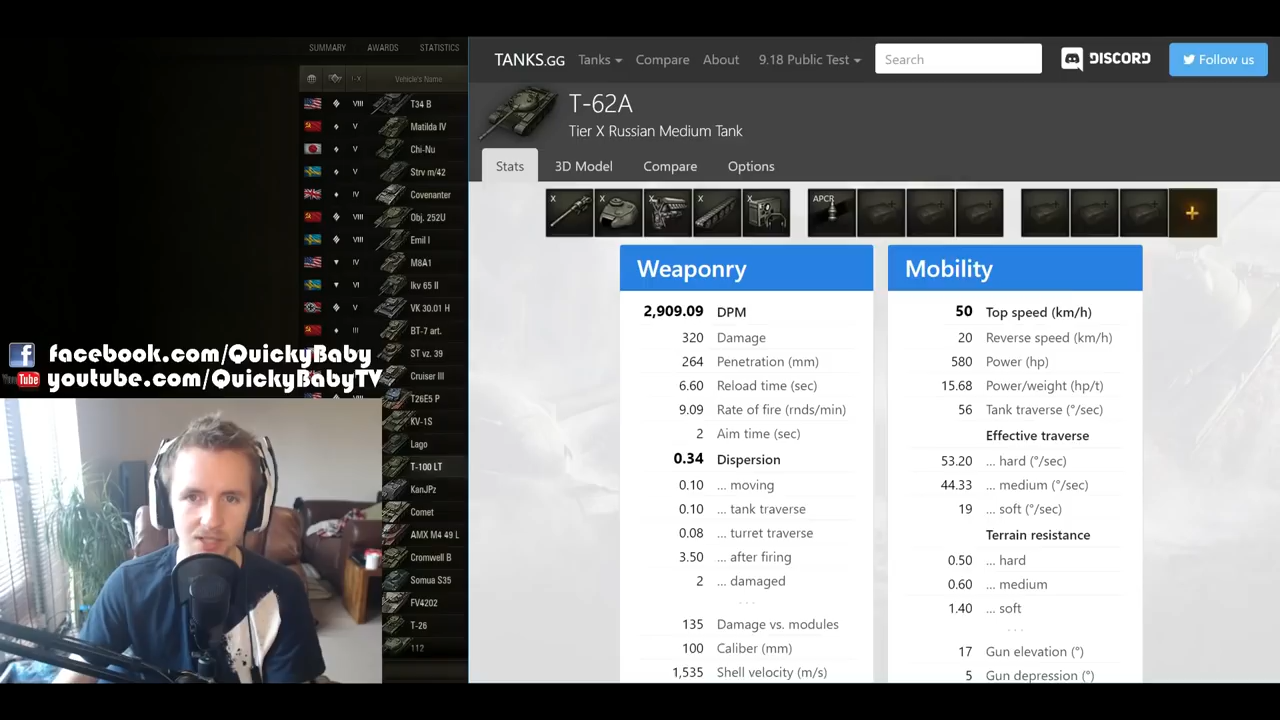 SUMMARY AWARDS STATISTICS
I-X Vehicle's Name
VIII T34 B
V Matilda IV
V Chi-Nu
V Strv m/42
IV Covenanter
VIII Obj. 252U
VIII Emil I
IV M8A1
VI Ikv 65 II
V VK 30.01 H
III BT-7 art.
facebook.com/QuickyBaby
ST vz. 39
YouTube youtube.com/QuickyBabyTV
Cruiser III
T26E5 P
KV-1S
Lago
T-100 LT
KanJPz
Comet
AMX M4 49 L
Cromwell B
Somua S35
FV4202
T-26
112
TANKS.GG Tanks Compare About 9.18 Public Test Search DISCORD Follow us
T-62A
Tier X Russian Medium Tank
Stats 3D Model Compare Options
X X X X X APCR
Weaponry
2,909.09 DPM
320 Damage
264 Penetration (mm)
6.60 Reload time (sec)
9.09 Rate of fire (rnds/min)
2 Aim time (sec)
0.34 Dispersion
0.10 ... moving
0.10 ... tank traverse
0.08 ... turret traverse
3.50 ... after firing
2 ... damaged
...
135 Damage vs. modules
100 Caliber (mm)
1,535 Shell velocity (m/s)
Mobility
50 Top speed (km/h)
20 Reverse speed (km/h)
580 Power (hp)
15.68 Power/weight (hp/t)
56 Tank traverse (°/sec)
Effective traverse
53.20 ... hard (°/sec)
44.33 ... medium (°/sec)
19 ... soft (°/sec)
Terrain resistance
0.50 ... hard
0.60 ... medium
1.40 ... soft
...
17 Gun elevation (°)
5 Gun depression (°)